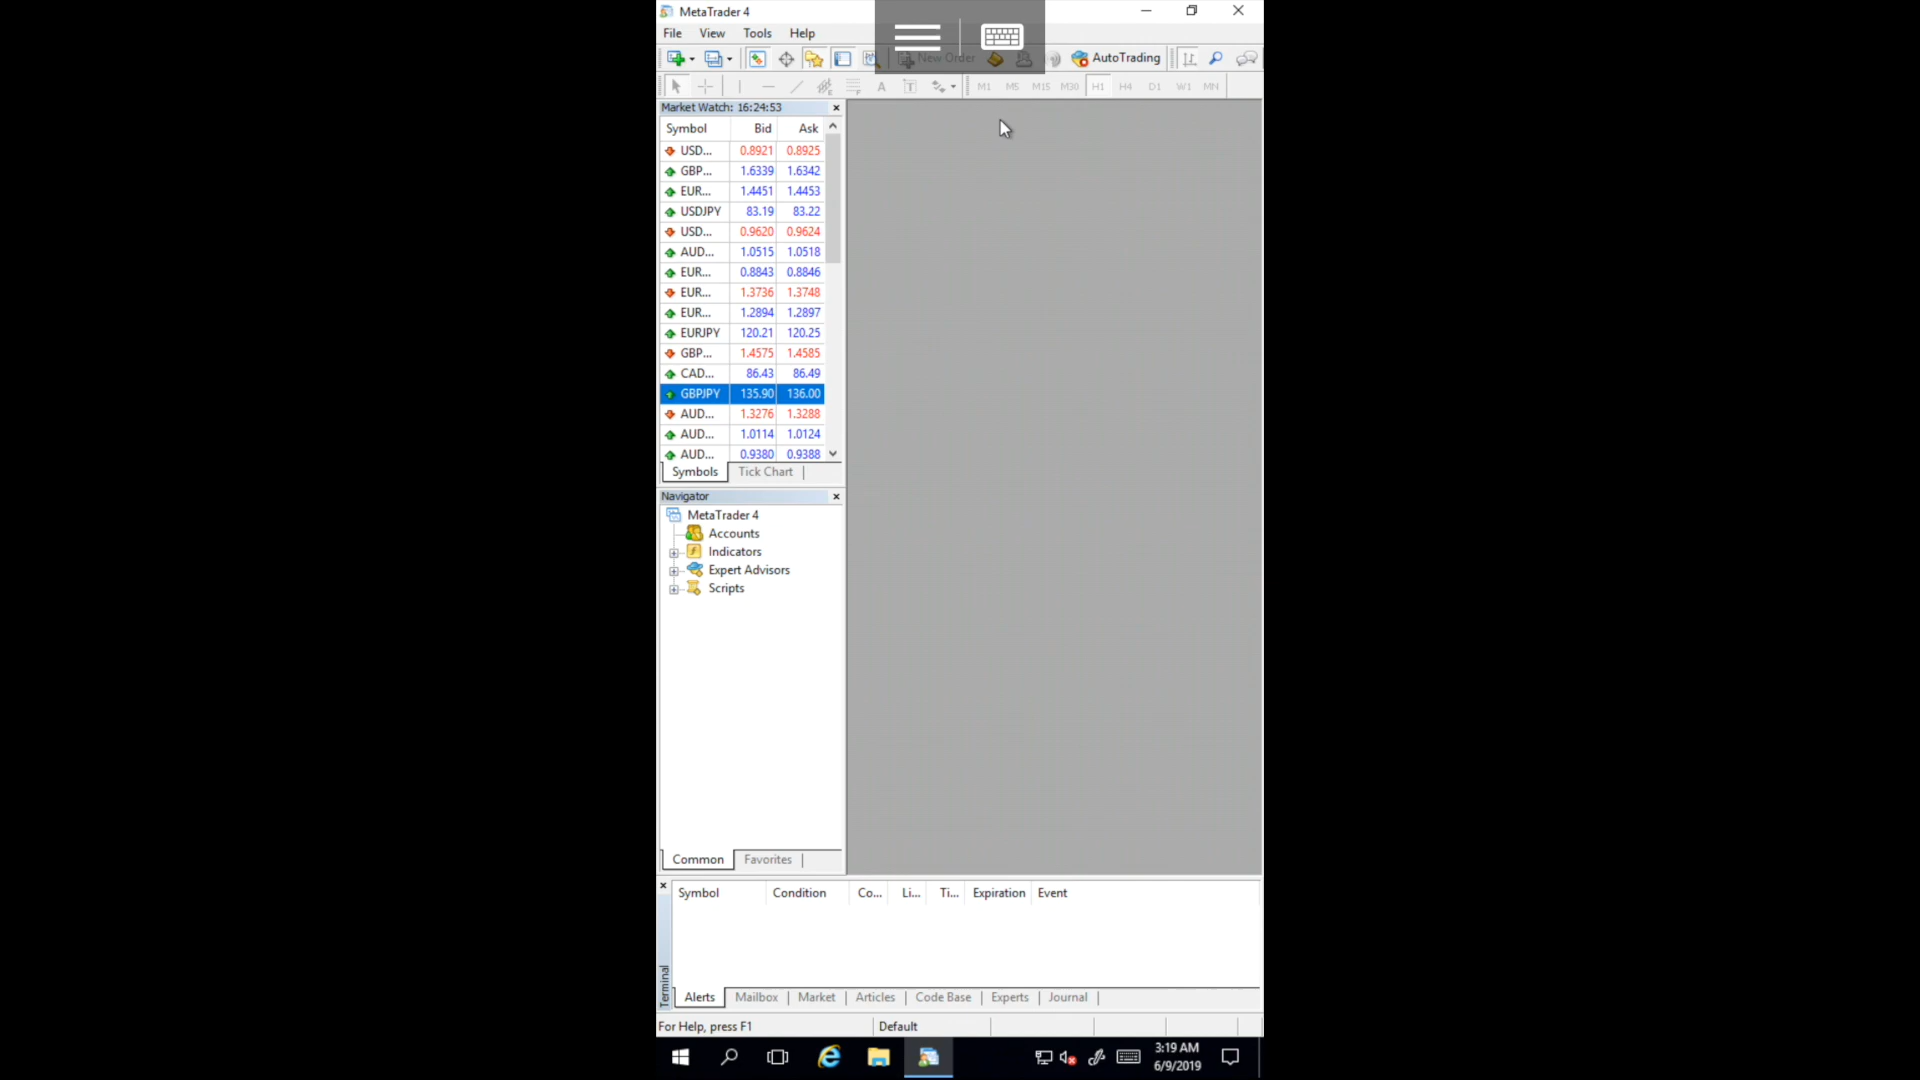 MetaTrader 4
File View Tools Help
New Order AutoTrading
A T M1 M5 M15 M30 H1 H4 D1 W1 MN
Market Watch: 16:24:53
Symbol Bid Ask
USD... 0.8921 0.8925
GBP... 1.6339 1.6342
EUR... 1.4451 1.4453
USDJPY 83.19 83.22
USD... 0.9620 0.9624
AUD... 1.0515 1.0518
EUR... 0.8843 0.8846
EUR... 1.3736 1.3748
EUR... 1.2894 1.2897
EURJPY 120.21 120.25
GBP... 1.4575 1.4585
CAD... 86.43 86.49
GBPJPY 135.90 136.00
AUD... 1.3276 1.3288
AUD... 1.0114 1.0124
AUD... 0.9380 0.9388
Symbols Tick Chart
Navigator
MetaTrader 4
Accounts
Indicators
Expert Advisors
Scripts
Common Favorites
Symbol Condition Co... Li... Ti... Expiration Event
Terminal
Alerts Mailbox Market Articles Code Base Experts Journal
For Help, press F1 Default
3:19 AM
6/9/2019